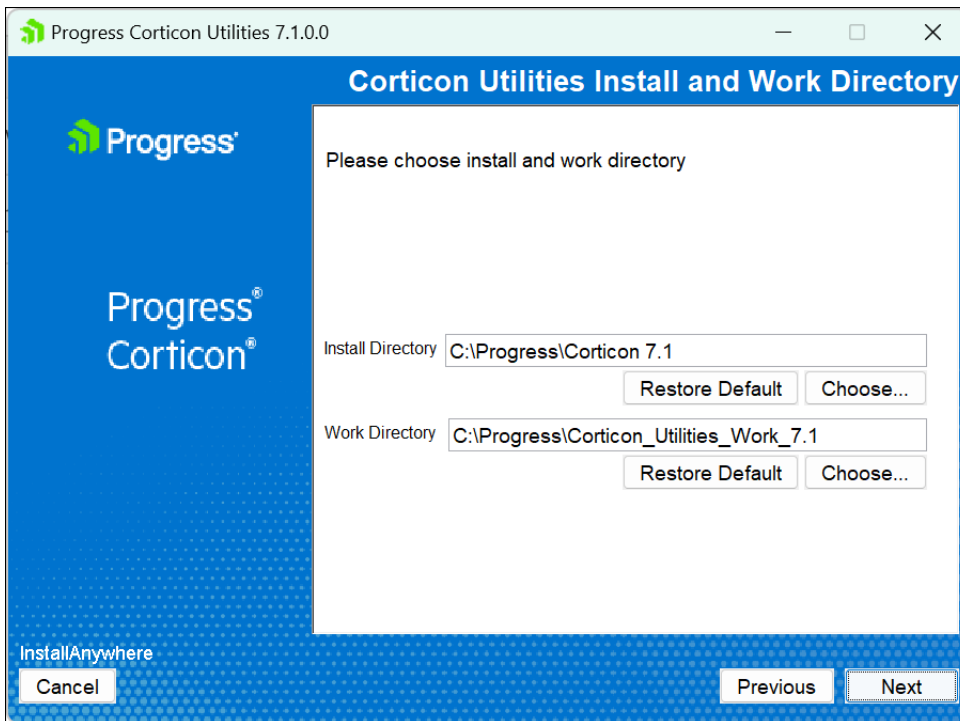 Progress Corticon Utilities 7.1.0.0
Corticon Utilities Install and Work Directory
Progress
Please choose install and work directory
Progress®
Corticon®
Install Directory C:\Progress\Corticon 7.1
Restore Default Choose...
Work Directory C:\Progress\Corticon_Utilities_Work_7.1
Restore Default Choose...
InstallAnywhere
Cancel Previous Next